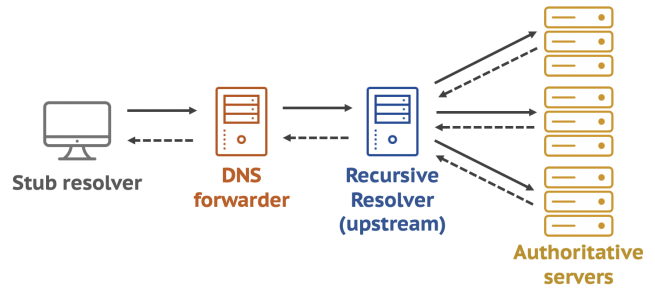 Stub resolver
DNS
forwarder
Recursive
Resolver
(upstream)
Authoritative
servers